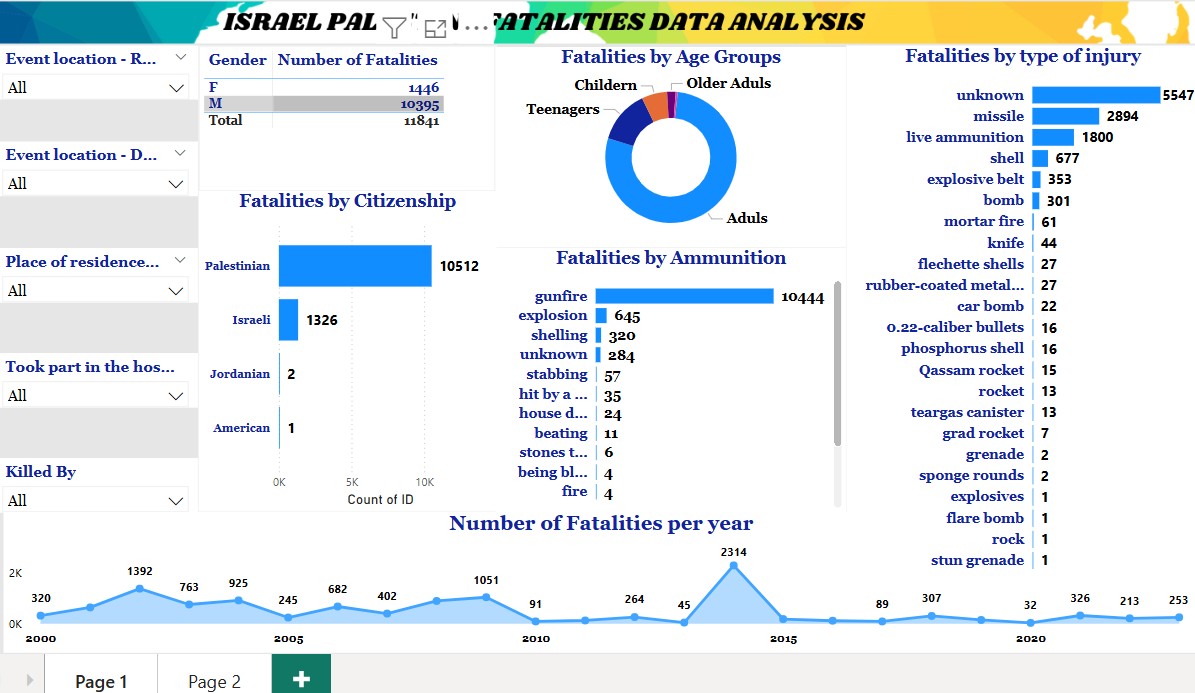 ISRAEL PAL
FATALITIES DATA ANALYSIS
Event location - R...
All
Event location - D...
All
Place of residence...
All
Took part in the hos...
All
Killed By
All
Gender Number of Fatalities
F 1446
M 10395
Total 11841
Fatalities by Citizenship
Palestinian 10512
Israeli 1326
Jordanian 2
American 1
0K 5K 10K
Count of ID
Fatalities by Age Groups
Childern
Older Aduls
Teenagers
Aduls
Fatalities by Ammunition
gunfire 10444
explosion 645
shelling 320
unknown 284
stabbing 57
hit by a ... 35
house d... 24
beating 11
stones t... 6
being bl... 4
fire 4
Fatalities by type of injury
unknown 5547
missile 2894
live ammunition 1800
shell 677
explosive belt 353
bomb 301
mortar fire 61
knife 44
flechette shells 27
rubber-coated metal... 27
car bomb 22
0.22-caliber bullets 16
phosphorus shell 16
Qassam rocket 15
rocket 13
teargas canister 13
grad rocket 7
grenade 2
sponge rounds 2
explosives 1
flare bomb 1
rock 1
stun grenade 1
Number of Fatalities per year
2K
0K
320 1392 763 925 245 682 402 1051 91 264 45 2314 89 307 32 326 213 253
2000 2005 2010 2015 2020
Page 1 Page 2 +